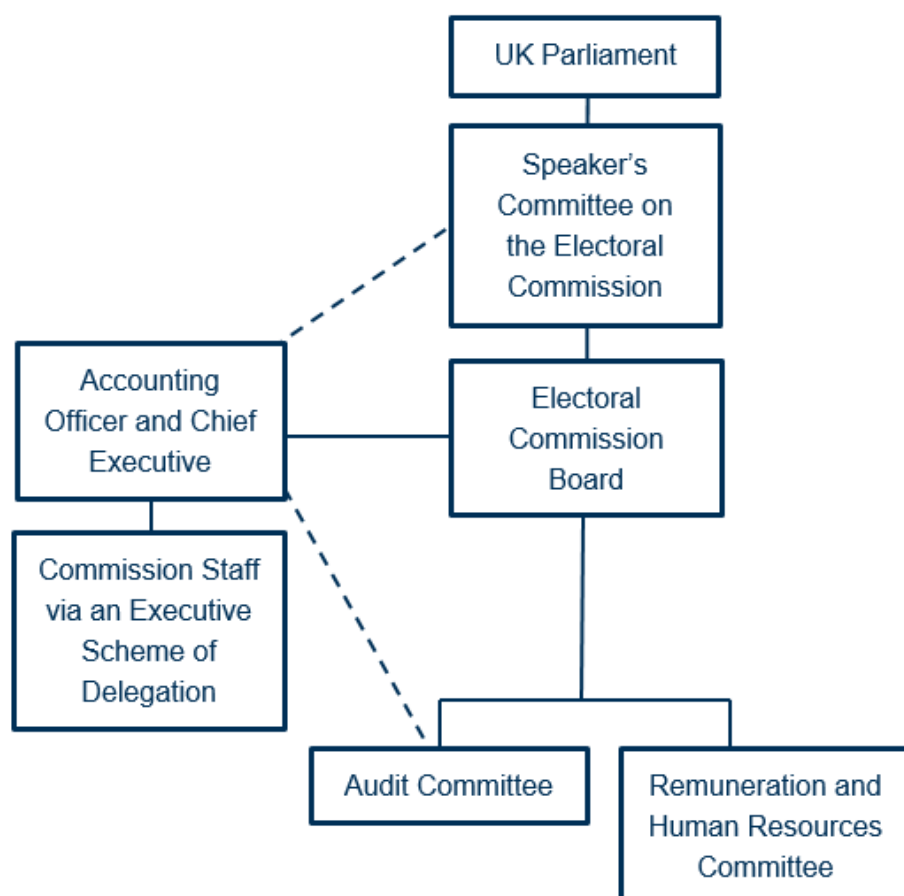 UK Parliament
Speaker’s
Committee on
the Electoral
Commission
Accounting
Officer and Chief
Executive
Electoral
Commission
Board
Commission Staff
via an Executive
Scheme of
Delegation
Audit Committee
Remuneration and
Human Resources
Committee